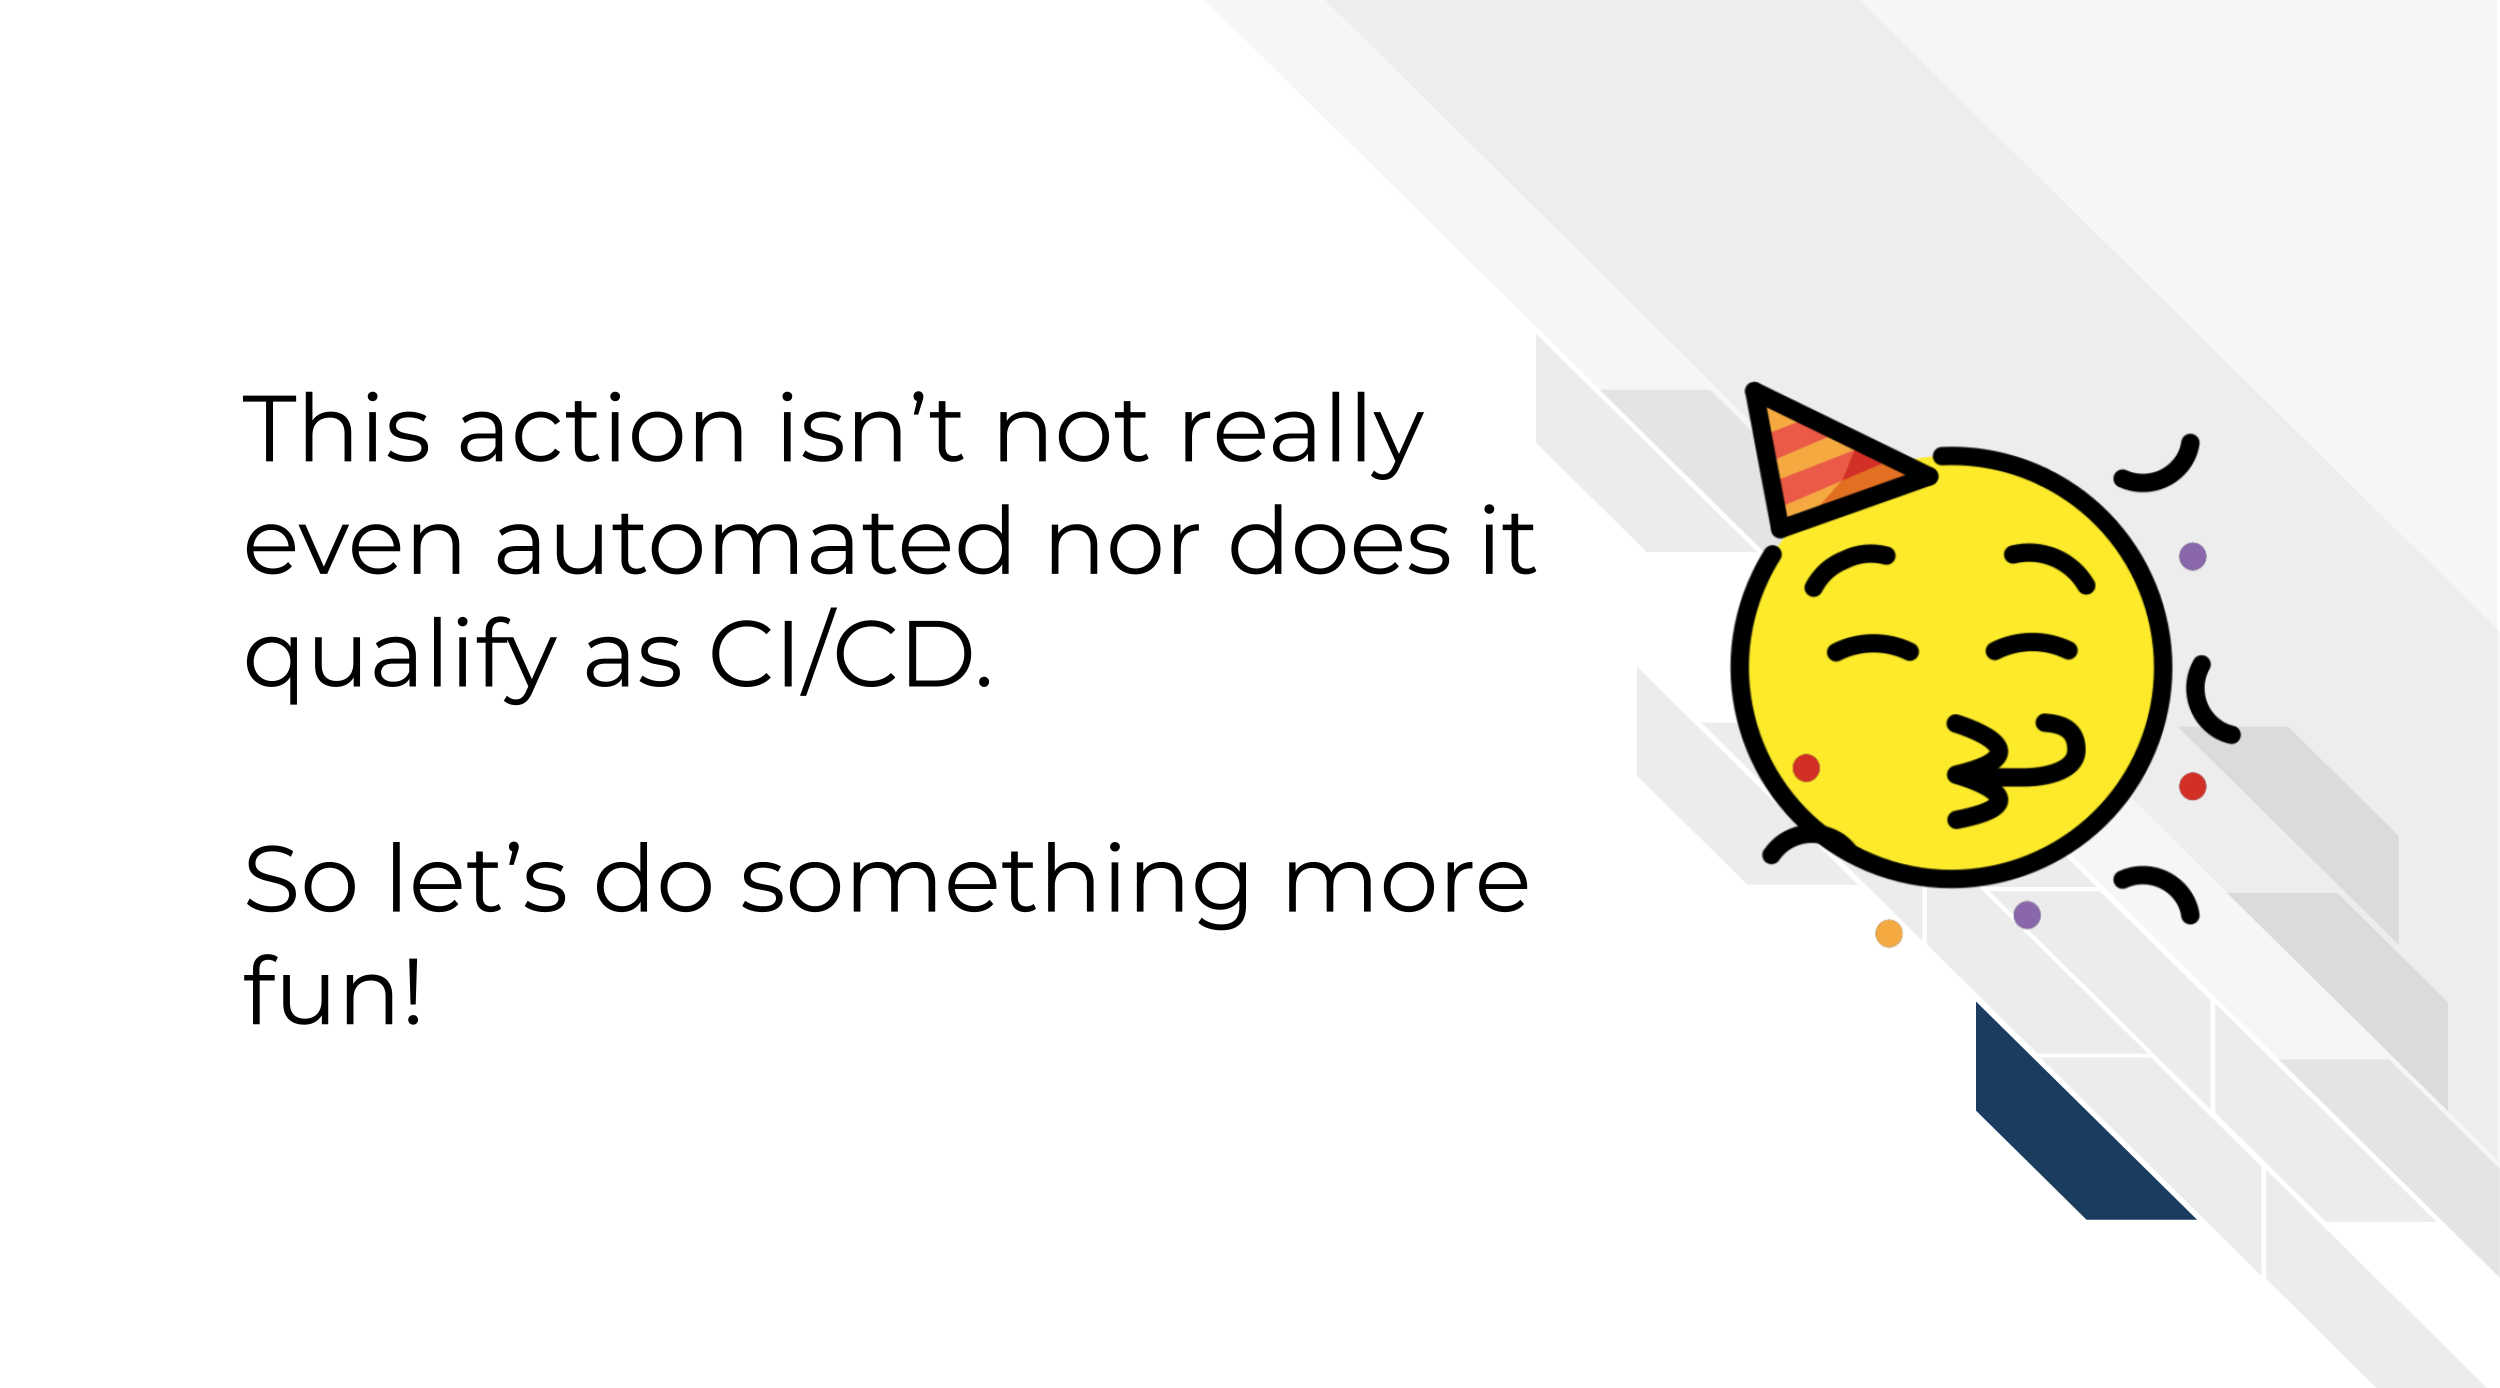 This action isn’t not really
even automated nor does it
qualify as CI/CD.
So let’s do something more
fun!